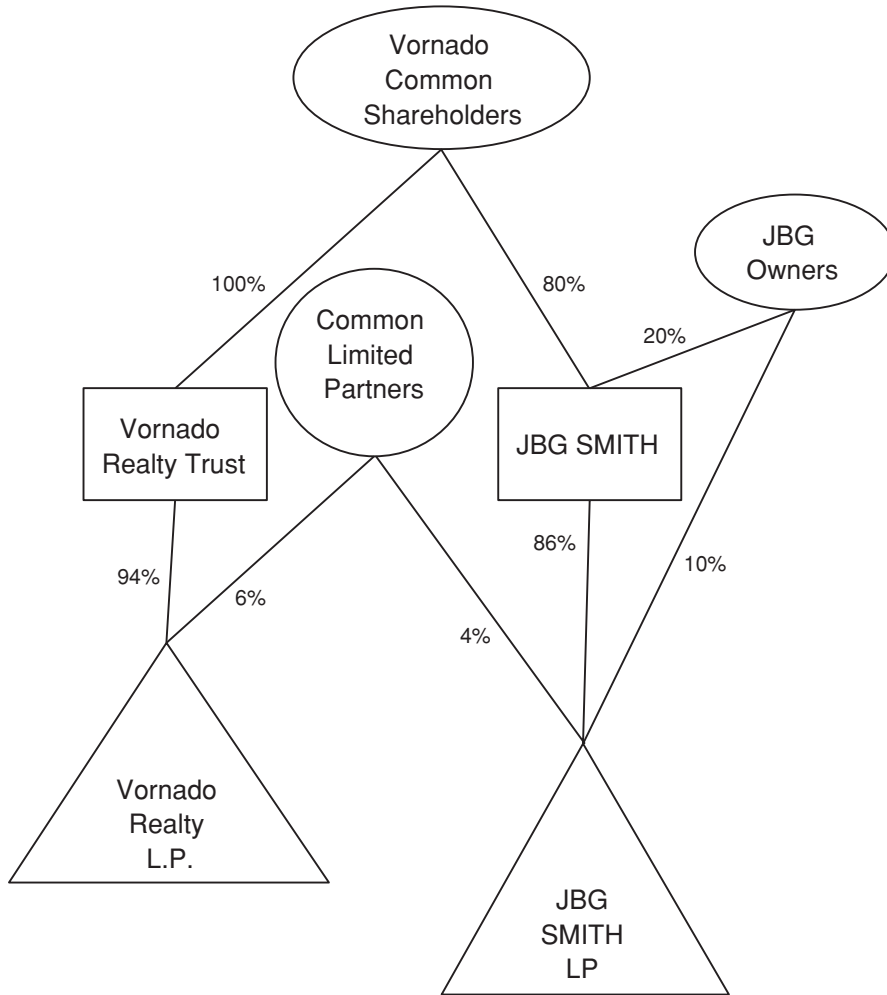 Vornado
Common
Shareholders
JBG
Owners
100%
80%
Common
Limited
Partners
20%
Vornado
Realty Trust
JBG SMITH
94%
6%
86%
10%
4%
Vornado
Realty
L.P.
JBG
SMITH
LP